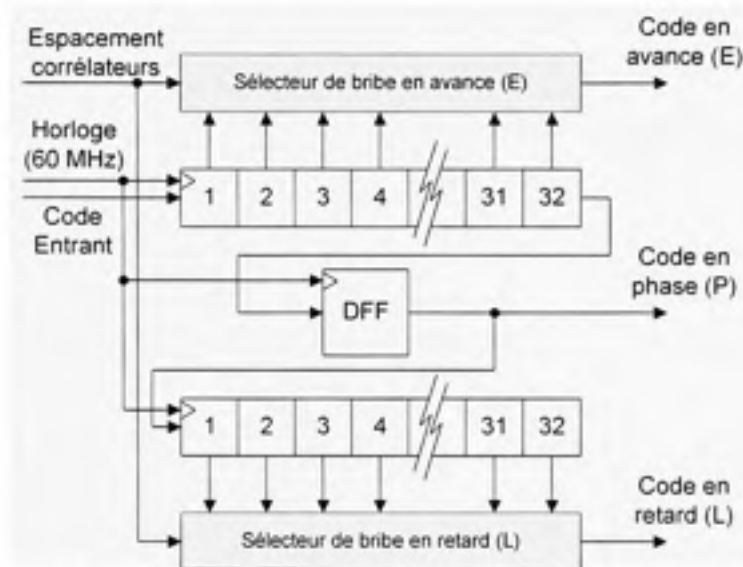 Espacement
corrélateurs
Sélecteur de bribe en avance (E)
Code en
avance (E)
Horloge
(60 MHz)
1 2 3 4 31 32
Code
Entrant
DFF
Code en
phase (P)
1 2 3 4 31 32
Sélecteur de bribe en retard (L)
Code en
retard (L)